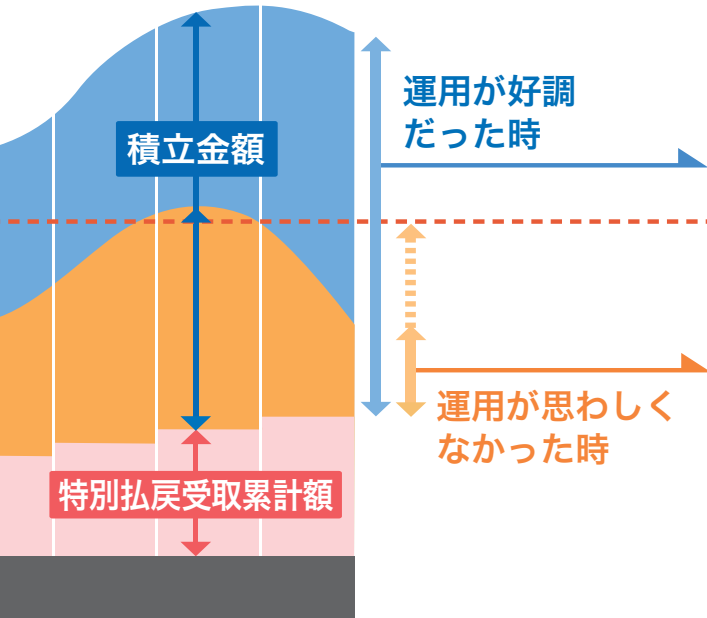 運用が好調
だった時
積立金額
運用が思わしく
なかった時
特別払戻受取累計額